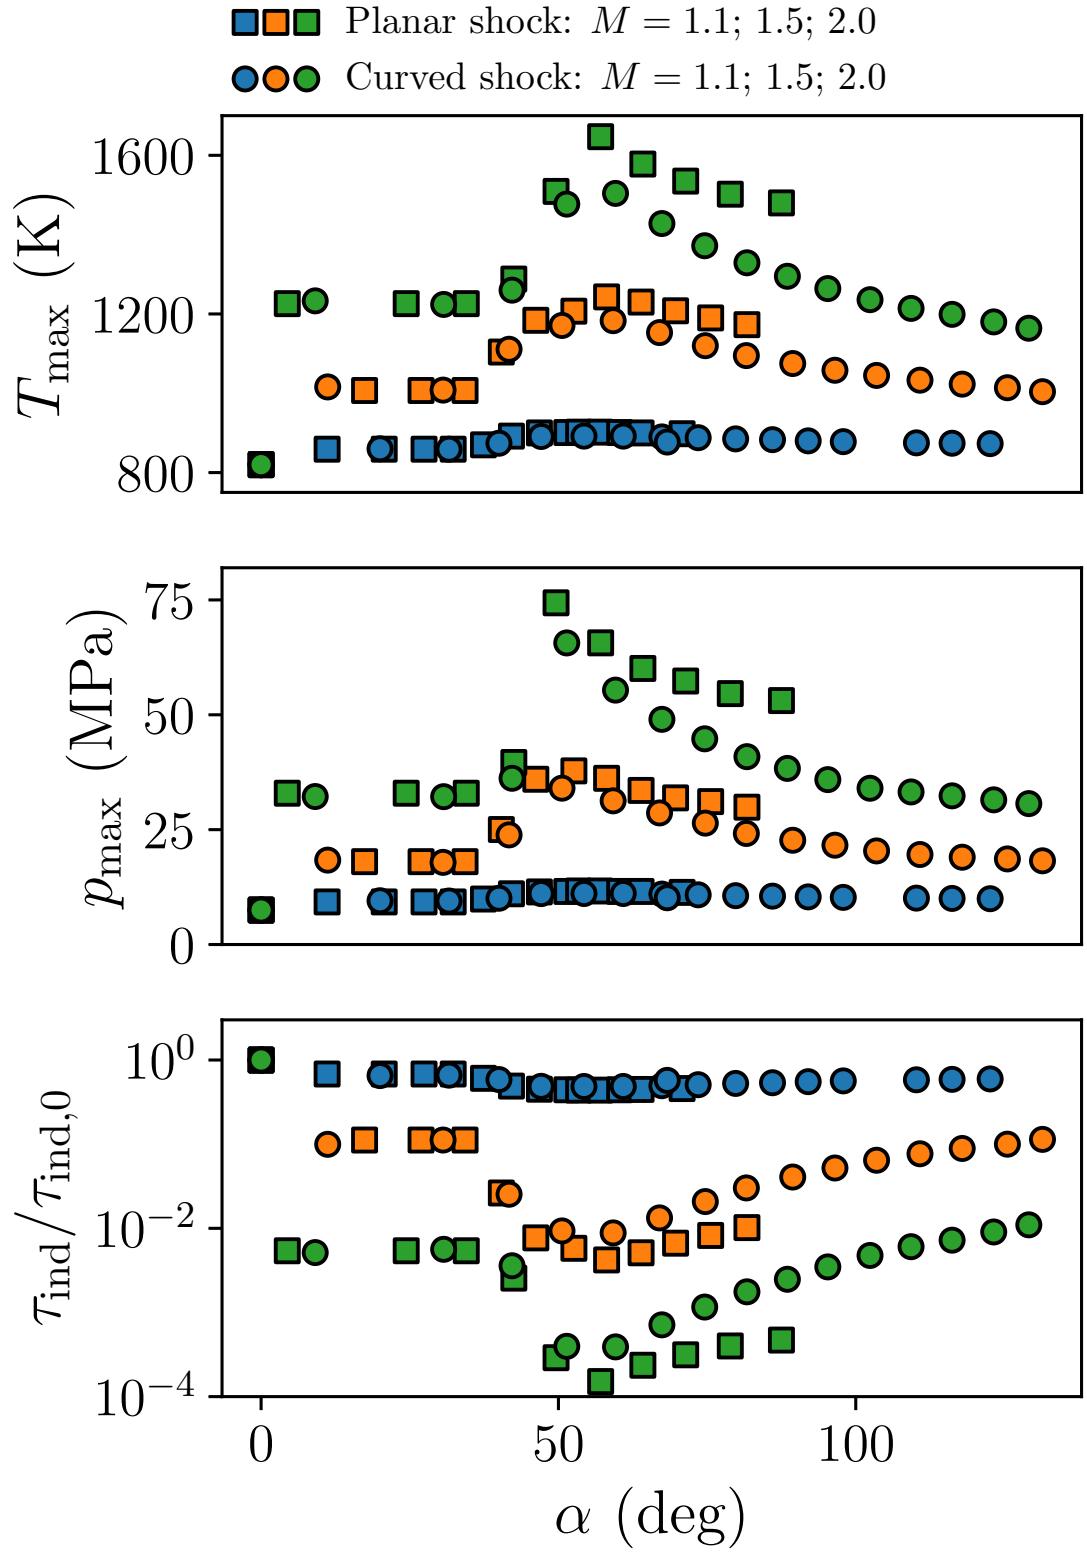 Planar shock: M = 1.1; 1.5; 2.0
Curved shock: M = 1.1; 1.5; 2.0
T_max (K)
1600
1200
800
p_max (MPa)
75
50
25
0
τ_ind/τ_ind,0
10^0
10^−2
10^−4
0 50 100
α (deg)